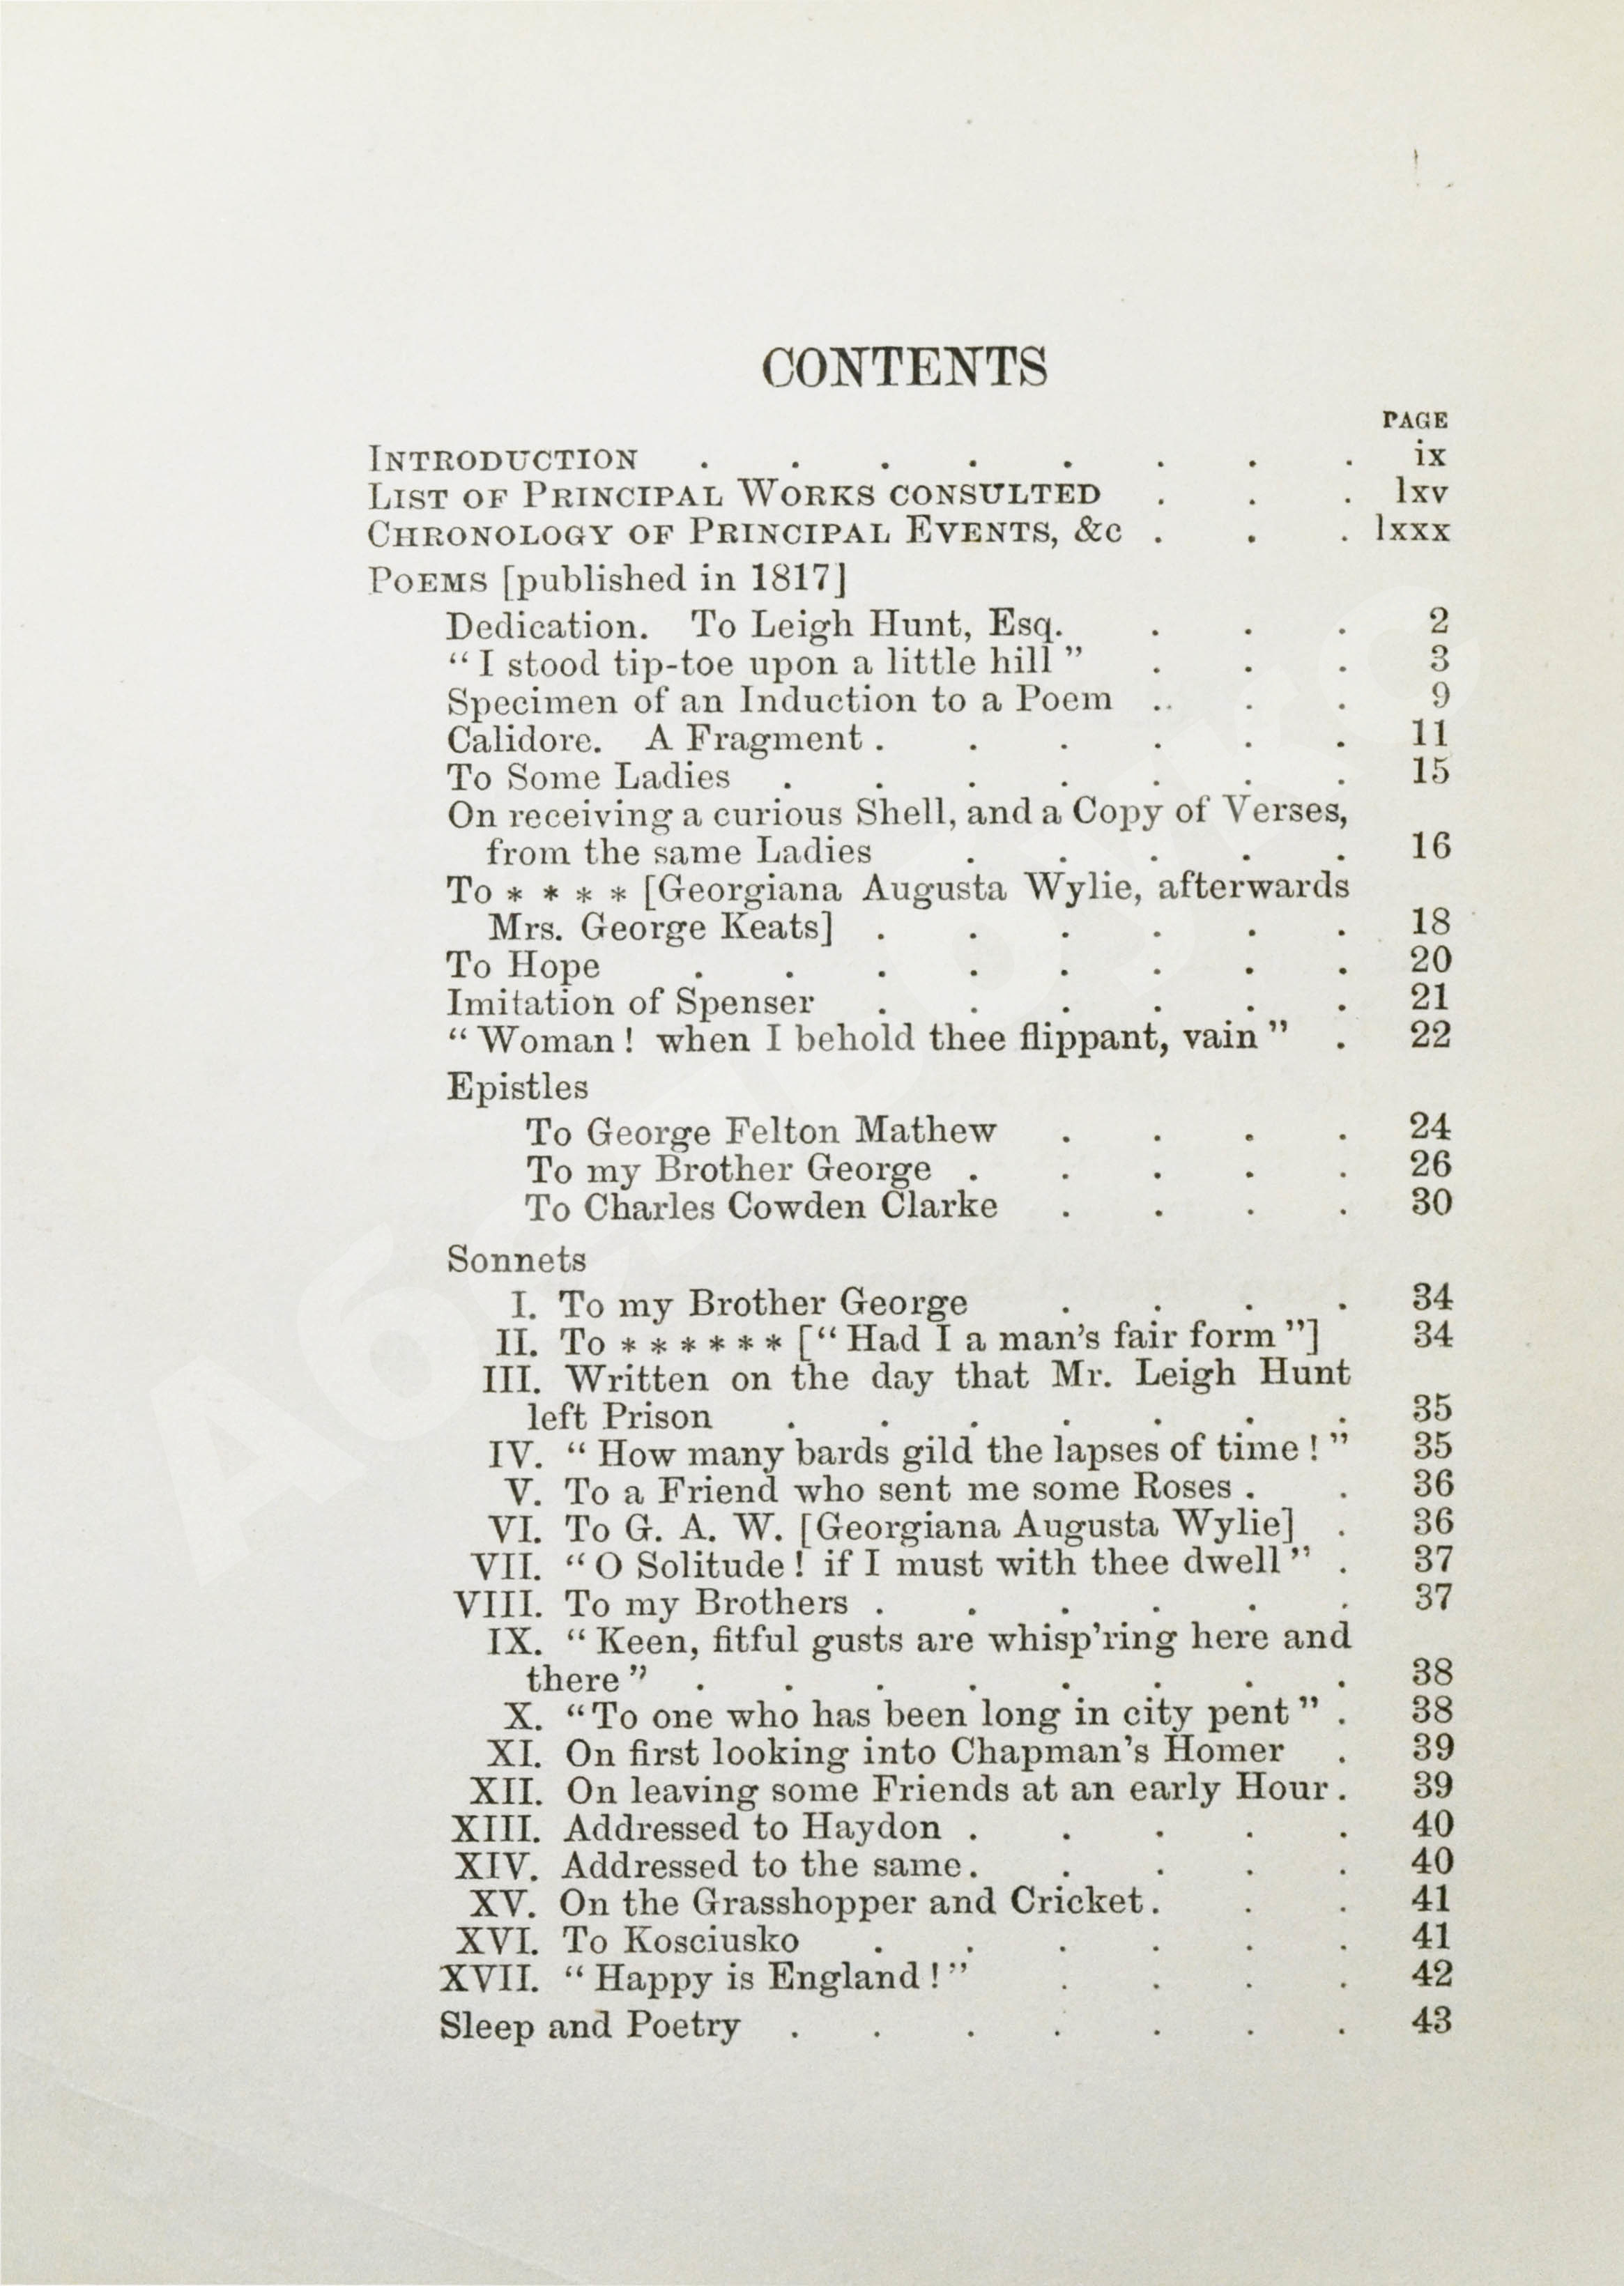 CONTENTS
PAGE
INTRODUCTION . . . . . . . . ix
LIST OF PRINCIPAL WORKS CONSULTED . . . lxv
CHRONOLOGY OF PRINCIPAL EVENTS, &C . . . lxxx
POEMS [published in 1817]
Dedication. To Leigh Hunt, Esq. . . . 2
“I stood tip-toe upon a little hill” . . . 3
Specimen of an Induction to a Poem . . . 9
Calidore. A Fragment . . . . . . 11
To Some Ladies . . . . . . . 15
On receiving a curious Shell, and a Copy of Verses,
from the same Ladies . . . . . 16
To * * * * [Georgiana Augusta Wylie, afterwards
Mrs. George Keats] . . . . . . 18
To Hope . . . . . . . . 20
Imitation of Spenser . . . . . . 21
“Woman! when I behold thee flippant, vain” . 22
Epistles
To George Felton Mathew . . . . 24
To my Brother George . . . . . 26
To Charles Cowden Clarke . . . . 30
Sonnets
I. To my Brother George . . . . 34
II. To * * * * * * [“Had I a man's fair form”] 34
III. Written on the day that Mr. Leigh Hunt
left Prison . . . . . . . 35
IV. “How many bards gild the lapses of time!” 35
V. To a Friend who sent me some Roses . . 36
VI. To G. A. W. [Georgiana Augusta Wylie] . 36
VII. “O Solitude! if I must with thee dwell” . 37
VIII. To my Brothers . . . . . . 37
IX. “Keen, fitful gusts are whisp'ring here and
there” . . . . . . . . 38
X. “To one who has been long in city pent” . 38
XI. On first looking into Chapman's Homer . 39
XII. On leaving some Friends at an early Hour . 39
XIII. Addressed to Haydon . . . . . 40
XIV. Addressed to the same . . . . . 40
XV. On the Grasshopper and Cricket . . . 41
XVI. To Kosciusko . . . . . . 41
XVII. “Happy is England!” . . . . 42
Sleep and Poetry . . . . . . . 43